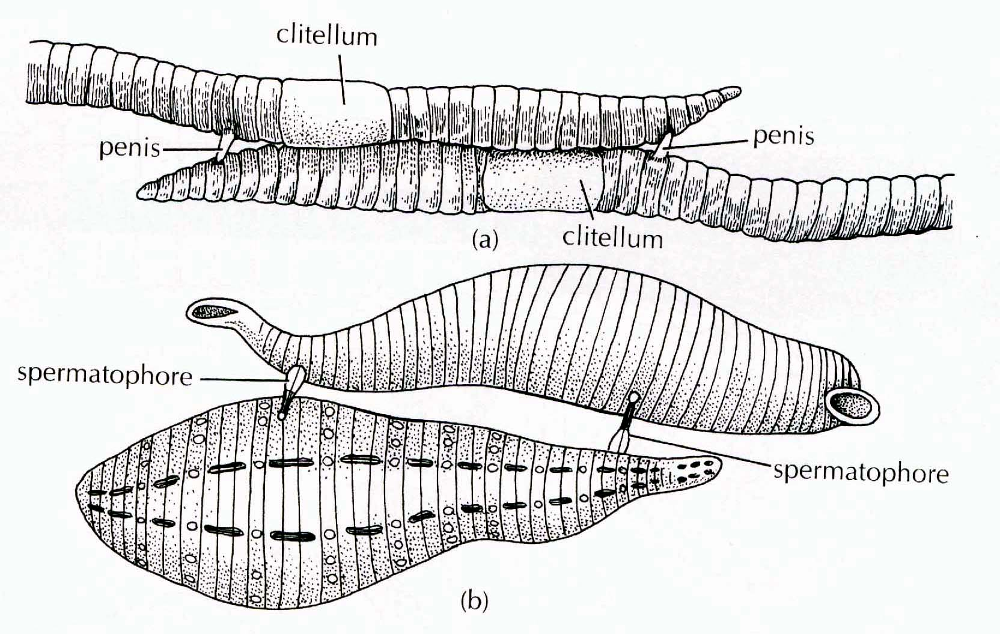 clitellum
penis
penis
(a)
clitellum
spermatophore
spermatophore
(b)